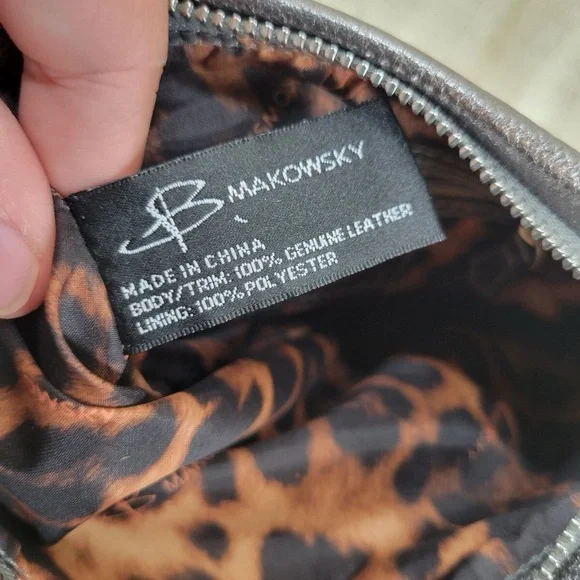 B MAKOWSKY
MADE IN CHINA
BODY/TRIM: 100% GENUINE LEATHER
LINING: 100% POLYESTER